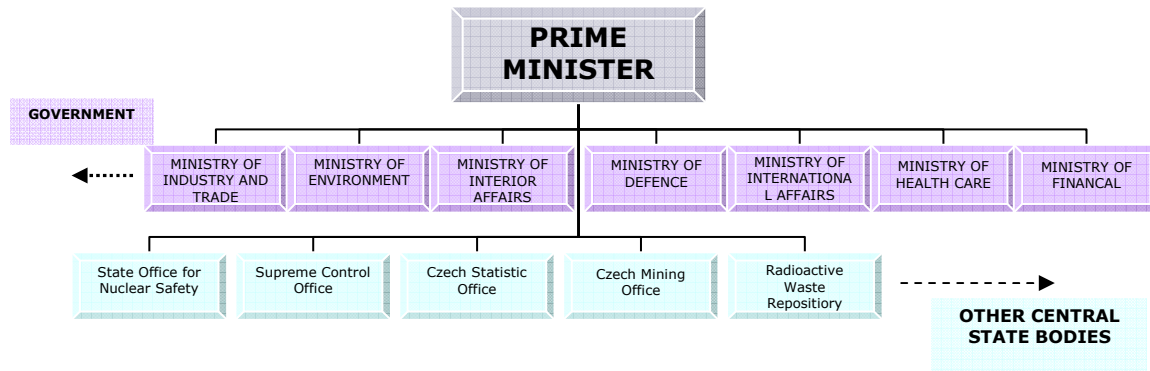 PRIME
MINISTER
GOVERNMENT
MINISTRY OF
INDUSTRY AND
TRADE
MINISTRY OF
ENVIRONMENT
MINISTRY OF
INTERIOR
AFFAIRS
MINISTRY OF
DEFENCE
MINISTRY OF
INTERNATIONA
L AFFAIRS
MINISTRY OF
HEALTH CARE
MINISTRY OF
FINANCAL
State Office for
Nuclear Safety
Supreme Control
Office
Czech Statistic
Office
Czech Mining
Office
Radioactive
Waste
Repositiory
OTHER CENTRAL
STATE BODIES